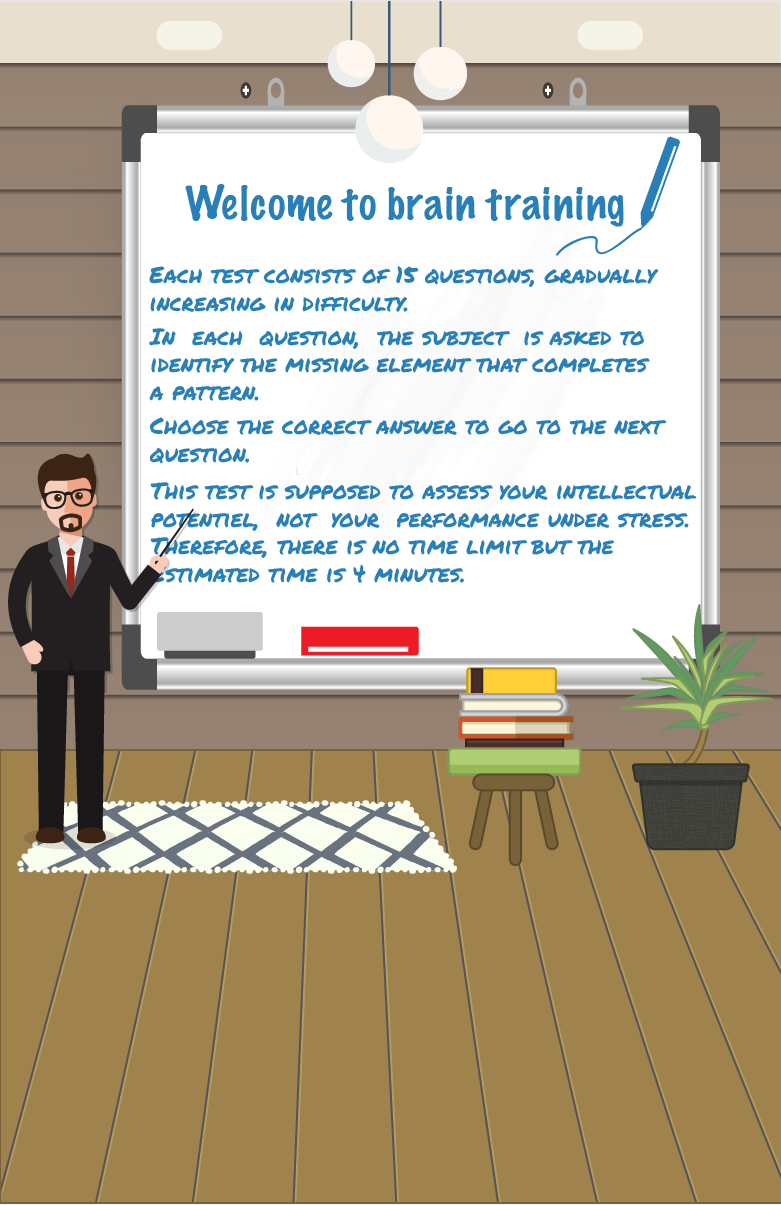 Welcome to brain training
Each test consists of 15 questions, gradually
increasing in difficulty.
In each question, the subject is asked to
identify the missing element that completes
a pattern.
Choose the correct answer to go to the next
question.
This test is supposed to assess your intellectual
potentiel, not your performance under stress.
Therefore, there is no time limit but the
estimated time is 4 minutes.